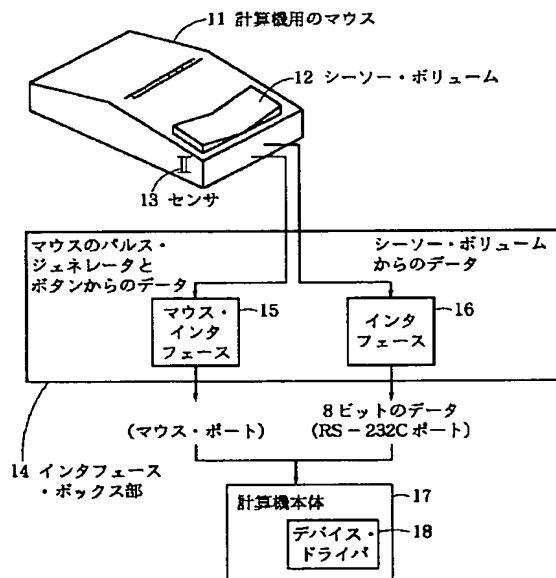 11 計算機用のマウス
12 シーソー・ボリューム
13 センサ
マウスのパルス・
ジェネレータと
ボタンからのデータ
シーソー・ボリューム
からのデータ
マウス・
インタ
フェース
15
インタ
フェース
16
(マウス・ポート)
8ビットのデータ
(RS-232Cポート)
14 インタフェース
・ボックス部
計算機本体
17
デバイス・
ドライバ
18